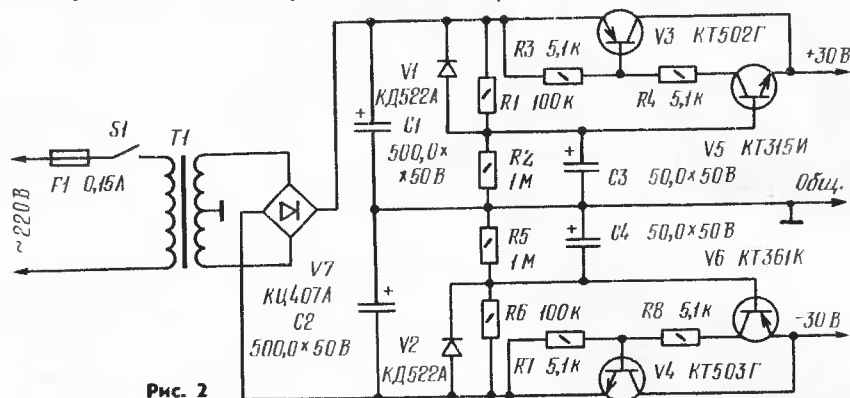 R3 5,1к
V3 КТ502Г
+30В
V1
КД522А
R1 100к
R4 5,1к
S1
T1
C1
500,0×
×50В
V5 КТ315И
F1 0,15А
R2
1М
C3 50,0×50В
Общ.
~220В
R5
1М
C4 50,0×50В
V6 КТ361К
V7
КЦ407А
C2
500,0×50В
R6 100к
R8 5,1к
-30В
V2
КД522А
R7 5,1к
V4 КТ503Г
Рис. 2